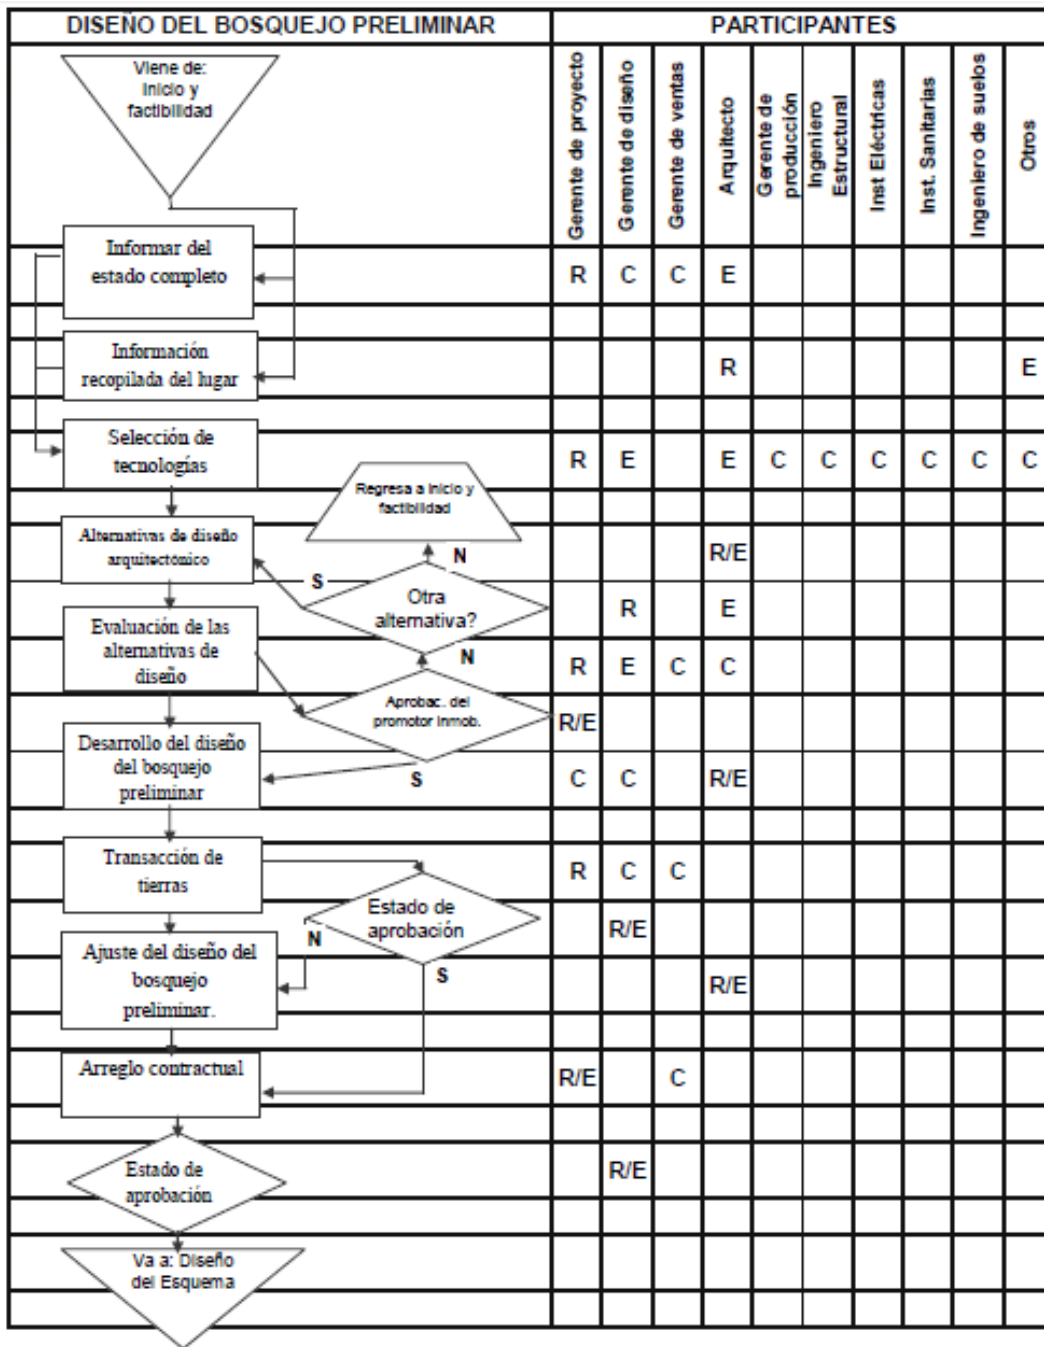 DISEÑO DEL BOSQUEJO PRELIMINAR
PARTICIPANTES
Viene de:
Inicio y
factibilidad
Gerente de proyecto
Gerente de diseño
Gerente de ventas
Arquitecto
Gerente de
producción
Ingeniero
Estructural
Inst Eléctricas
Inst. Sanitarias
Ingeniero de suelos
Otros
Informar del
estado completo
R C C E
Información
recopilada del lugar
R E
Selección de
tecnologías
R E E C C C C C C
Regresa a Inicio y
factibilidad
Alternativas de diseño
arquitectónico
N
R/E
S
Otra
alternativa?
R E
Evaluación de las
alternativas de
diseño
N
R E C C
Aprobac. del
promotor Inmob.
R/E
Desarrollo del diseño
del bosquejo
preliminar
S
C C R/E
Transacción de
tierras
R C C
Estado de
aprobación
N
R/E
Ajuste del diseño del
bosquejo
preliminar.
S
R/E
Arreglo contractual
R/E C
Estado de
aprobación
R/E
Va a: Diseño
del Esquema